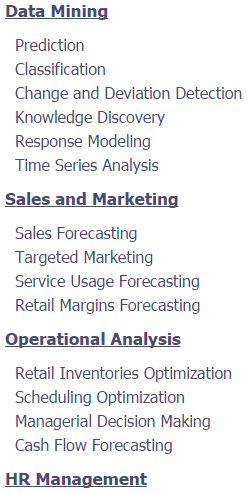 Data Mining
Prediction
Classification
Change and Deviation Detection
Knowledge Discovery
Response Modeling
Time Series Analysis
Sales and Marketing
Sales Forecasting
Targeted Marketing
Service Usage Forecasting
Retail Margins Forecasting
Operational Analysis
Retail Inventories Optimization
Scheduling Optimization
Managerial Decision Making
Cash Flow Forecasting
HR Management